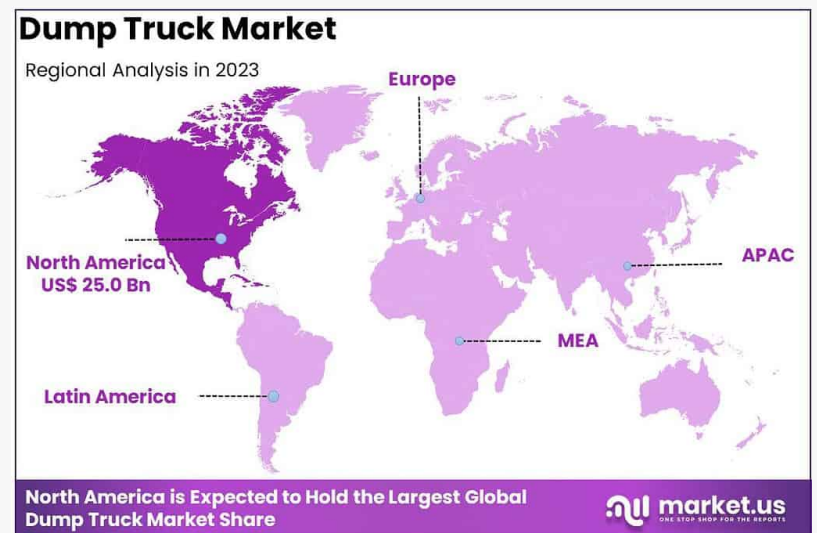 Dump Truck Market
Regional Analysis in 2023
Europe
North America
US$ 25.0 Bn
APAC
MEA
Latin America
North America is Expected to Hold the Largest Global
Dump Truck Market Share
market.us
ONE STOP SHOP FOR THE REPORTS